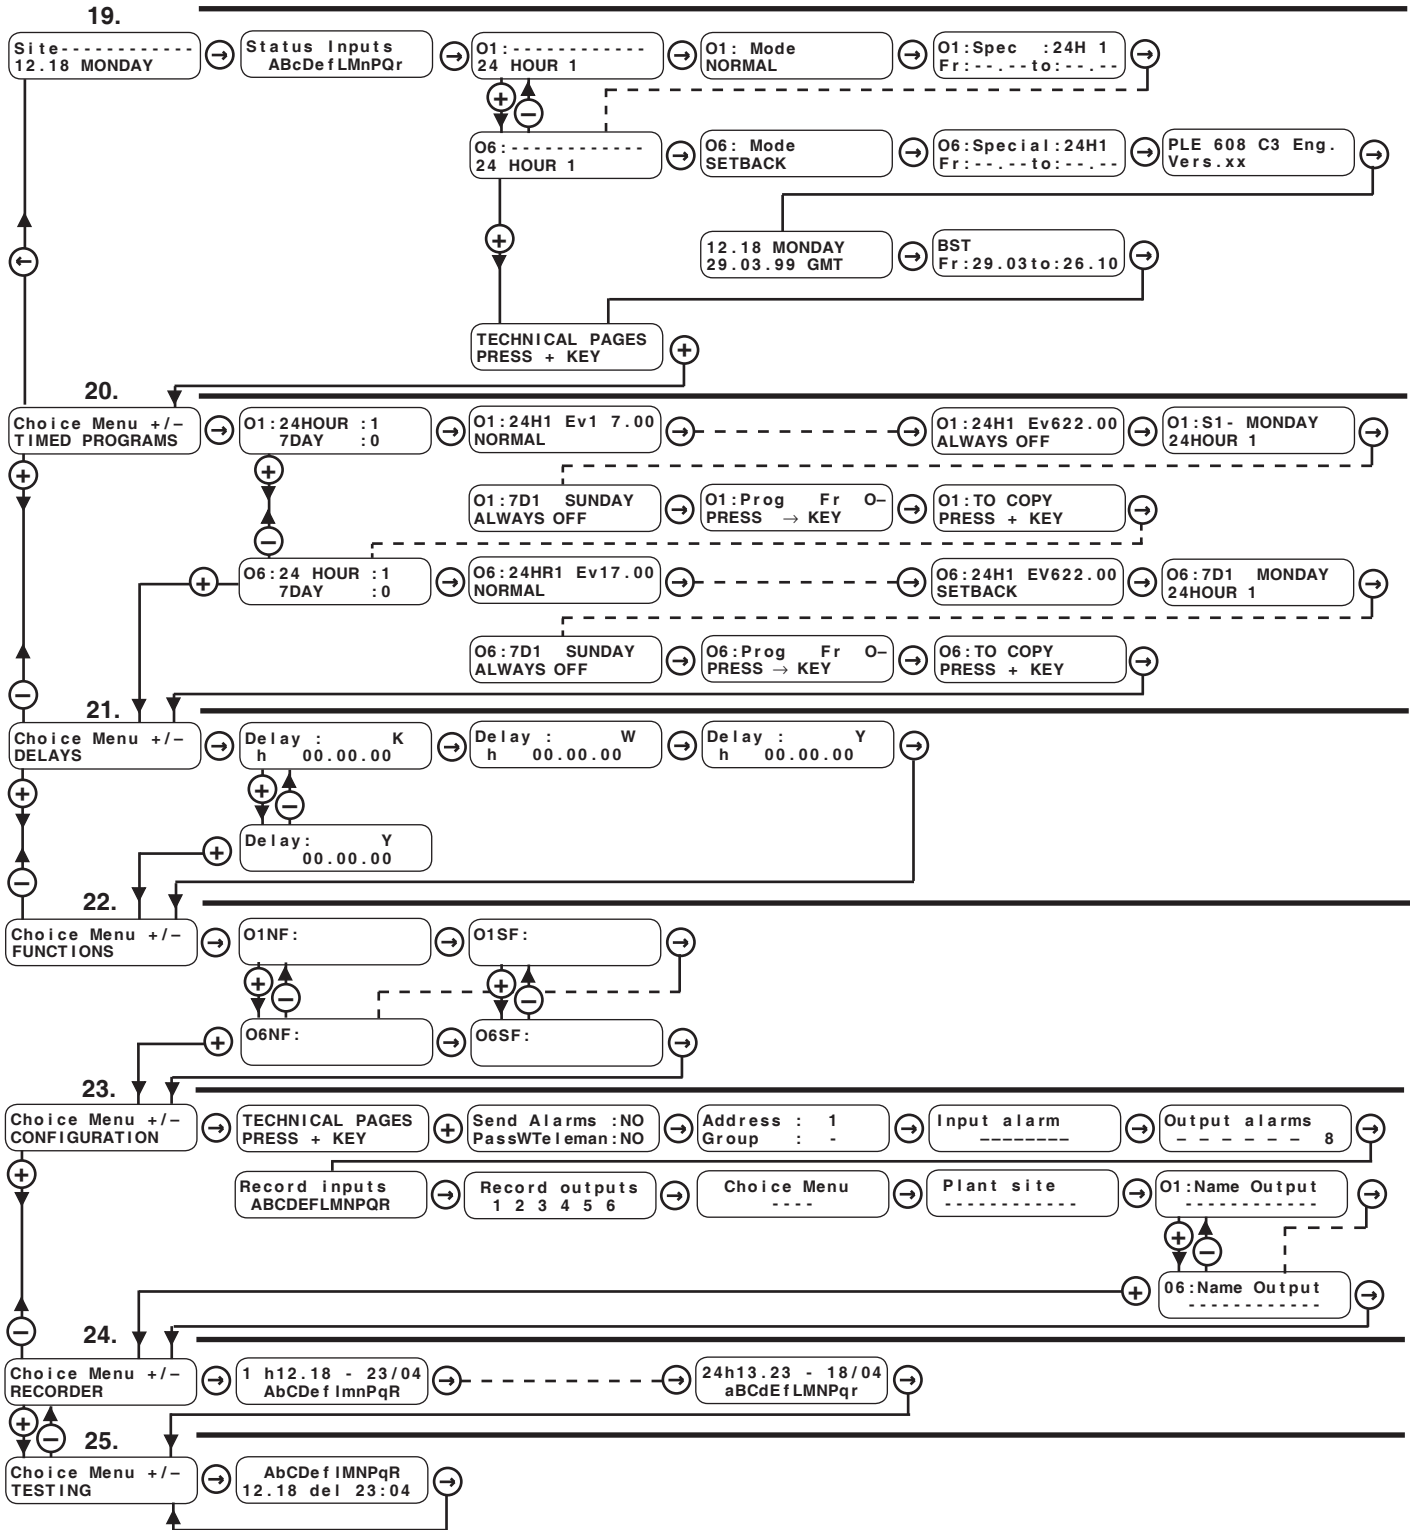 19.
Site------------
12.18 MONDAY
Status Inputs
ABcDefLMnPQr
O1:------------
24 HOUR 1
O1: Mode
NORMAL
O1:Spec :24H 1
Fr:--.--to:--.--
O6:------------
24 HOUR 1
O6: Mode
SETBACK
O6:Special:24H1
Fr:--.--to:--.--
PLE 608 C3 Eng.
Vers.xx
12.18 MONDAY
29.03.99 GMT
BST
Fr:29.03to:26.10
TECHNICAL PAGES
PRESS + KEY
20.
Choice Menu +/–
TIMED PROGRAMS
O1:24HOUR :1
7DAY :0
O1:24H1 Ev1 7.00
NORMAL
O1:24H1 Ev622.00
ALWAYS OFF
O1:S1- MONDAY
24HOUR 1
O1:7D1 SUNDAY
ALWAYS OFF
O1:Prog Fr O–
PRESS → KEY
O1:TO COPY
PRESS + KEY
O6:24 HOUR :1
7DAY :0
O6:24HR1 Ev17.00
NORMAL
O6:24H1 EV622.00
SETBACK
O6:7D1 MONDAY
24HOUR 1
O6:7D1 SUNDAY
ALWAYS OFF
O6:Prog Fr O–
PRESS → KEY
O6:TO COPY
PRESS + KEY
21.
Choice Menu +/–
DELAYS
Delay : K
h 00.00.00
Delay : W
h 00.00.00
Delay : Y
h 00.00.00
Delay: Y
00.00.00
22.
Choice Menu +/–
FUNCTIONS
O1NF:
O1SF:
O6NF:
O6SF:
23.
Choice Menu +/–
CONFIGURATION
TECHNICAL PAGES
PRESS + KEY
Send Alarms :NO
PassWTeleman:NO
Address : 1
Group : -
Input alarm
––––––––
Output alarms
– – – – – – 8
Record inputs
ABCDEFLMNPQR
Record outputs
1 2 3 4 5 6
Choice Menu
----
Plant site
------------
O1:Name Output
------------
06:Name Output
------------
24.
Choice Menu +/–
RECORDER
1 h12.18 - 23/04
AbCDeflmnPqR
24h13.23 - 18/04
aBCdEfLMNPqr
25.
Choice Menu +/–
TESTING
AbCDeflMNPqR
12.18 del 23:04